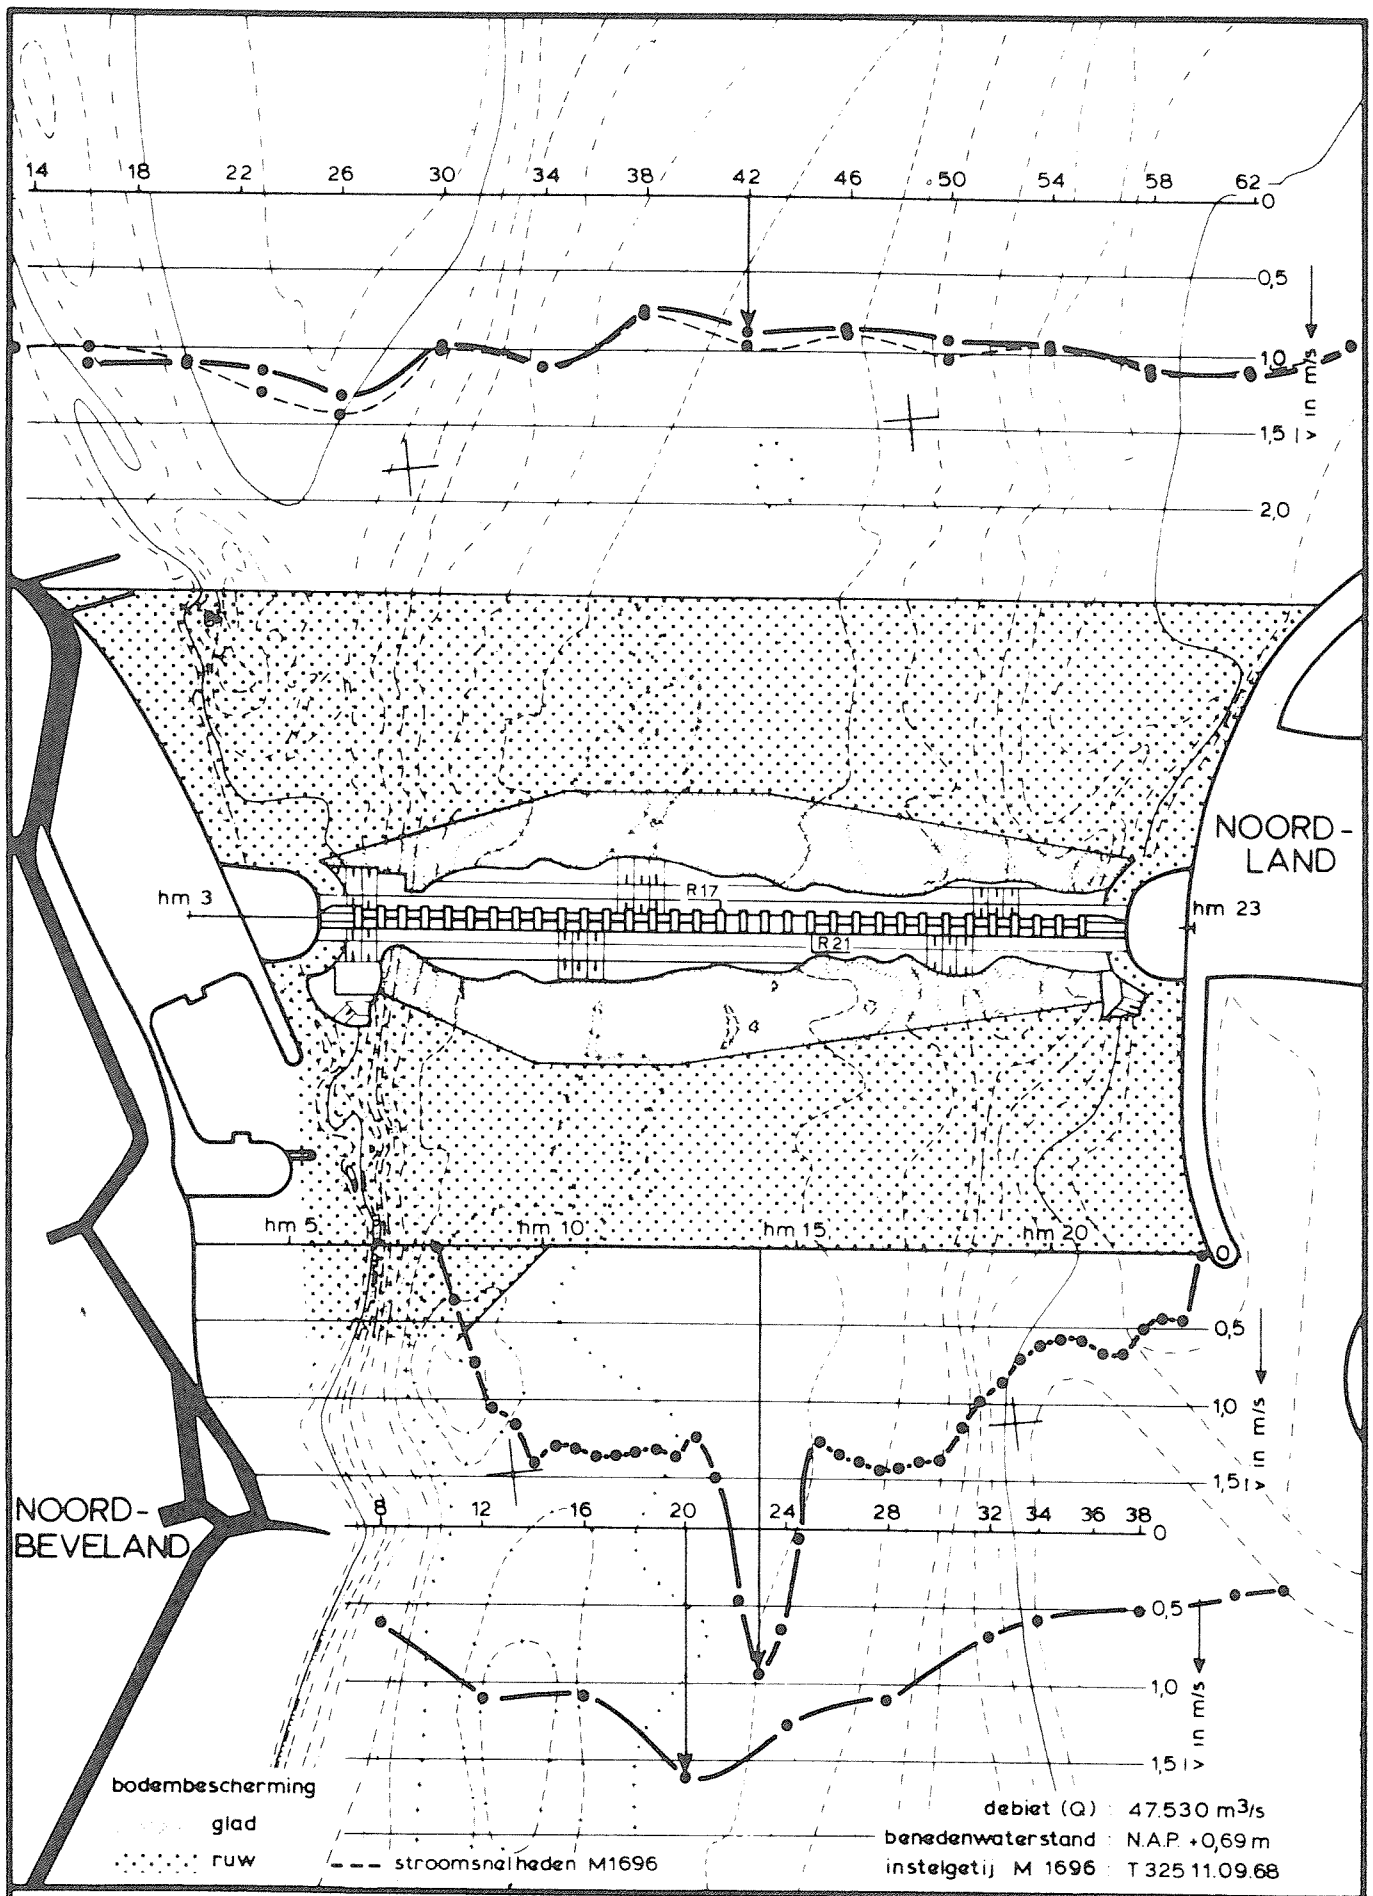 14 18 22 26 30 34 38 42 46 50 54 58 62
0
0,5
1,0
1,5
v in m/s
2,0
NOORD-
LAND
hm 3
R17
hm 23
R21
hm 5 hm 10 hm 15 hm 20
0
0,5
1,0
1,5
v in m/s
NOORD-
BEVELAND
8 12 16 20 24 28 32 34 36 38
0
0,5
1,0
1,5
v in m/s
bodembescherming
glad
ruw
stroomsnelheden M1696
debiet (Q) : 47.530 m³/s
benedenwaterstand : N.A.P. +0,69 m
instelgetij M 1696 : T 325 11.09.68